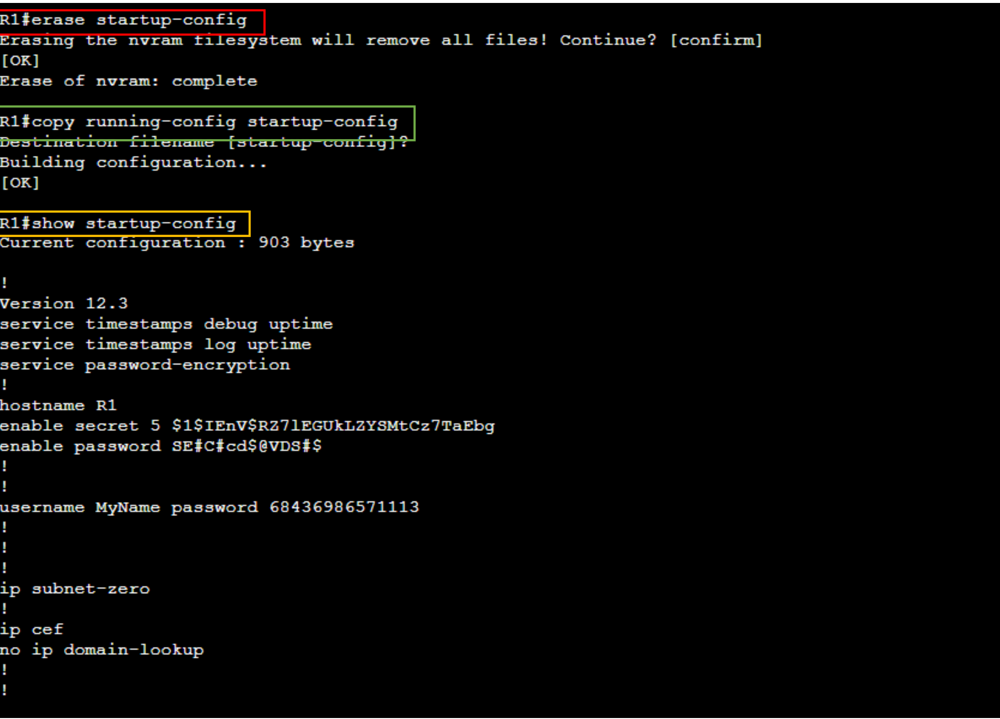 R1#erase startup-config
Erasing the nvram filesystem will remove all files! Continue? [confirm]
[OK]
Erase of nvram: complete
R1#copy running-config startup-config
Destination filename [startup-config]?
Building configuration...
[OK]
R1#show startup-config
Current configuration : 903 bytes
!
Version 12.3
service timestamps debug uptime
service timestamps log uptime
service password-encryption
!
hostname R1
enable secret 5 $1$IEnV$RZ7lEGUkLZYSMtCz7TaEbg
enable password SE#C#cd$@VDS#$
!
!
username MyName password 68436986571113
!
!
!
ip subnet-zero
!
ip cef
no ip domain-lookup
!
!